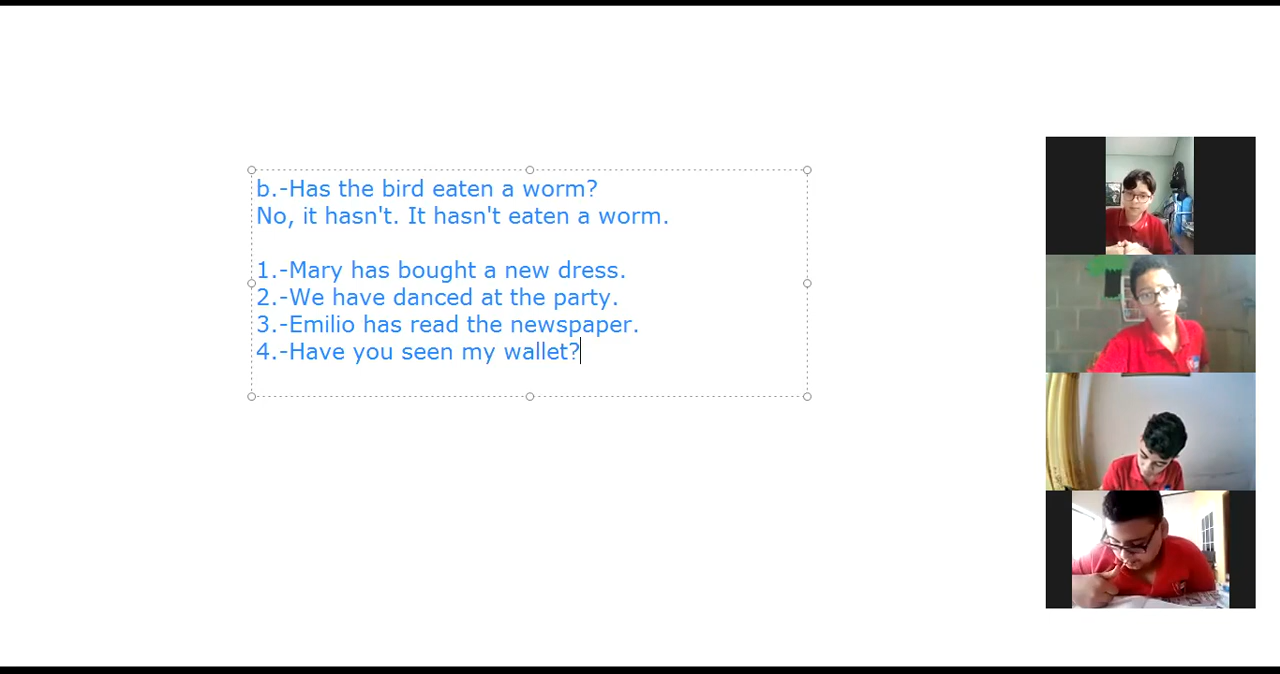 b.-Has the bird eaten a worm?
No, it hasn't. It hasn't eaten a worm.
1.-Mary has bought a new dress.
2.-We have danced at the party.
3.-Emilio has read the newspaper.
4.-Have you seen my wallet?